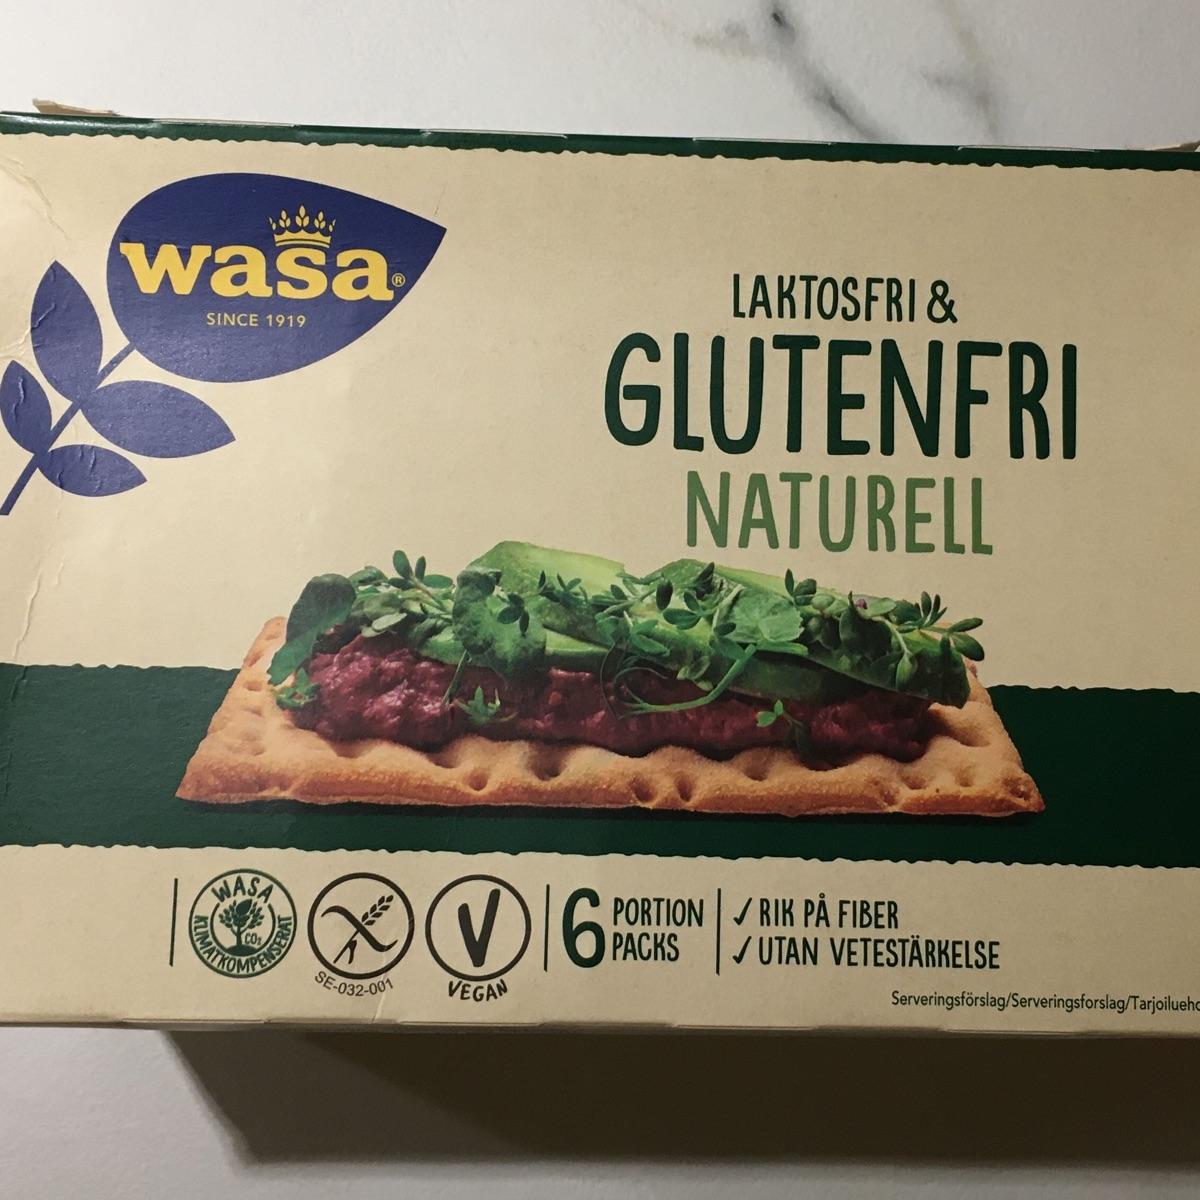 wasa®
SINCE 1919
LAKTOSFRI &
GLUTENFRI
NATURELL
WASA
KLIMATKOMPENSERAT
CO2
SE-032-001
V
VEGAN
6 PORTION
PACKS
✓ RIK PÅ FIBER
✓ UTAN VETESTÄRKELSE
Serveringsförslag/Serveringsforslag/